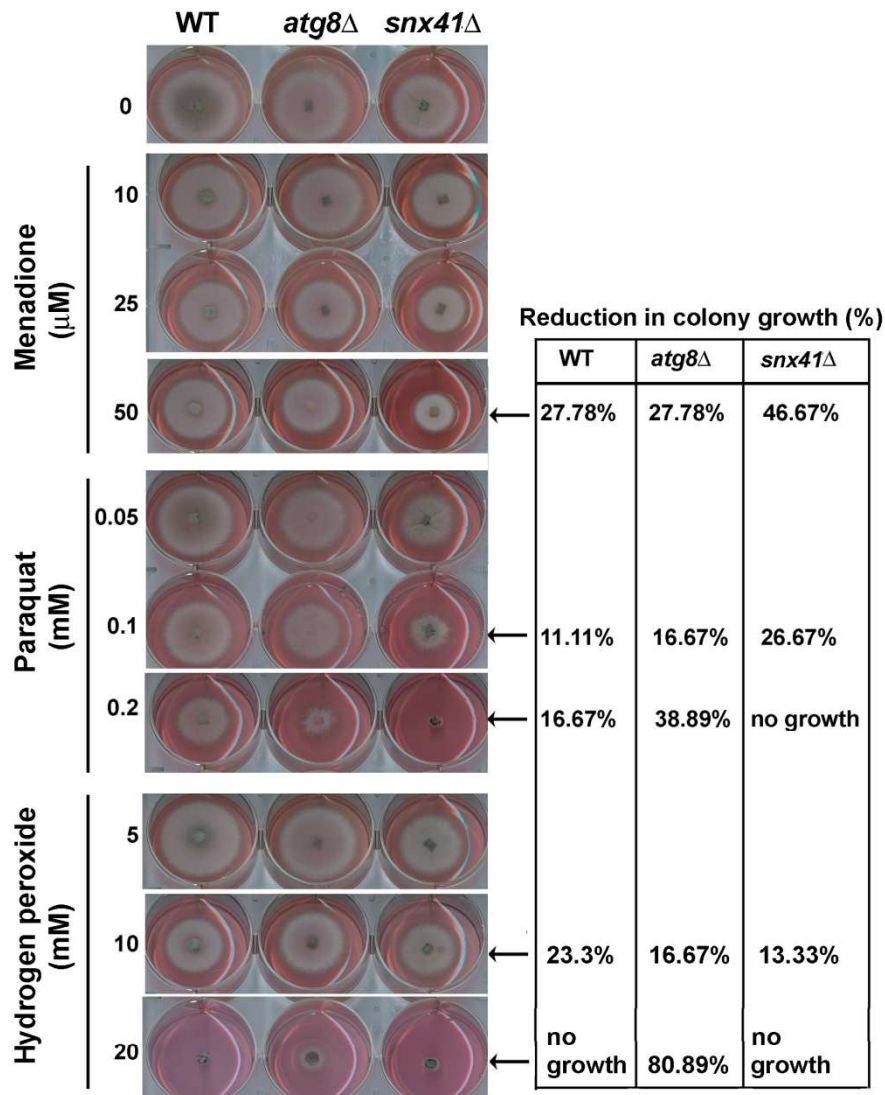 WT atg8Δ snx41Δ
0
Menadione
(μM)
10
25
50
Paraquat
(mM)
0.05
0.1
0.2
Hydrogen peroxide
(mM)
5
10
20
Reduction in colony growth (%)
WT atg8Δ snx41Δ
27.78% 27.78% 46.67%
11.11% 16.67% 26.67%
16.67% 38.89% no growth
23.3% 16.67% 13.33%
no growth 80.89% no growth